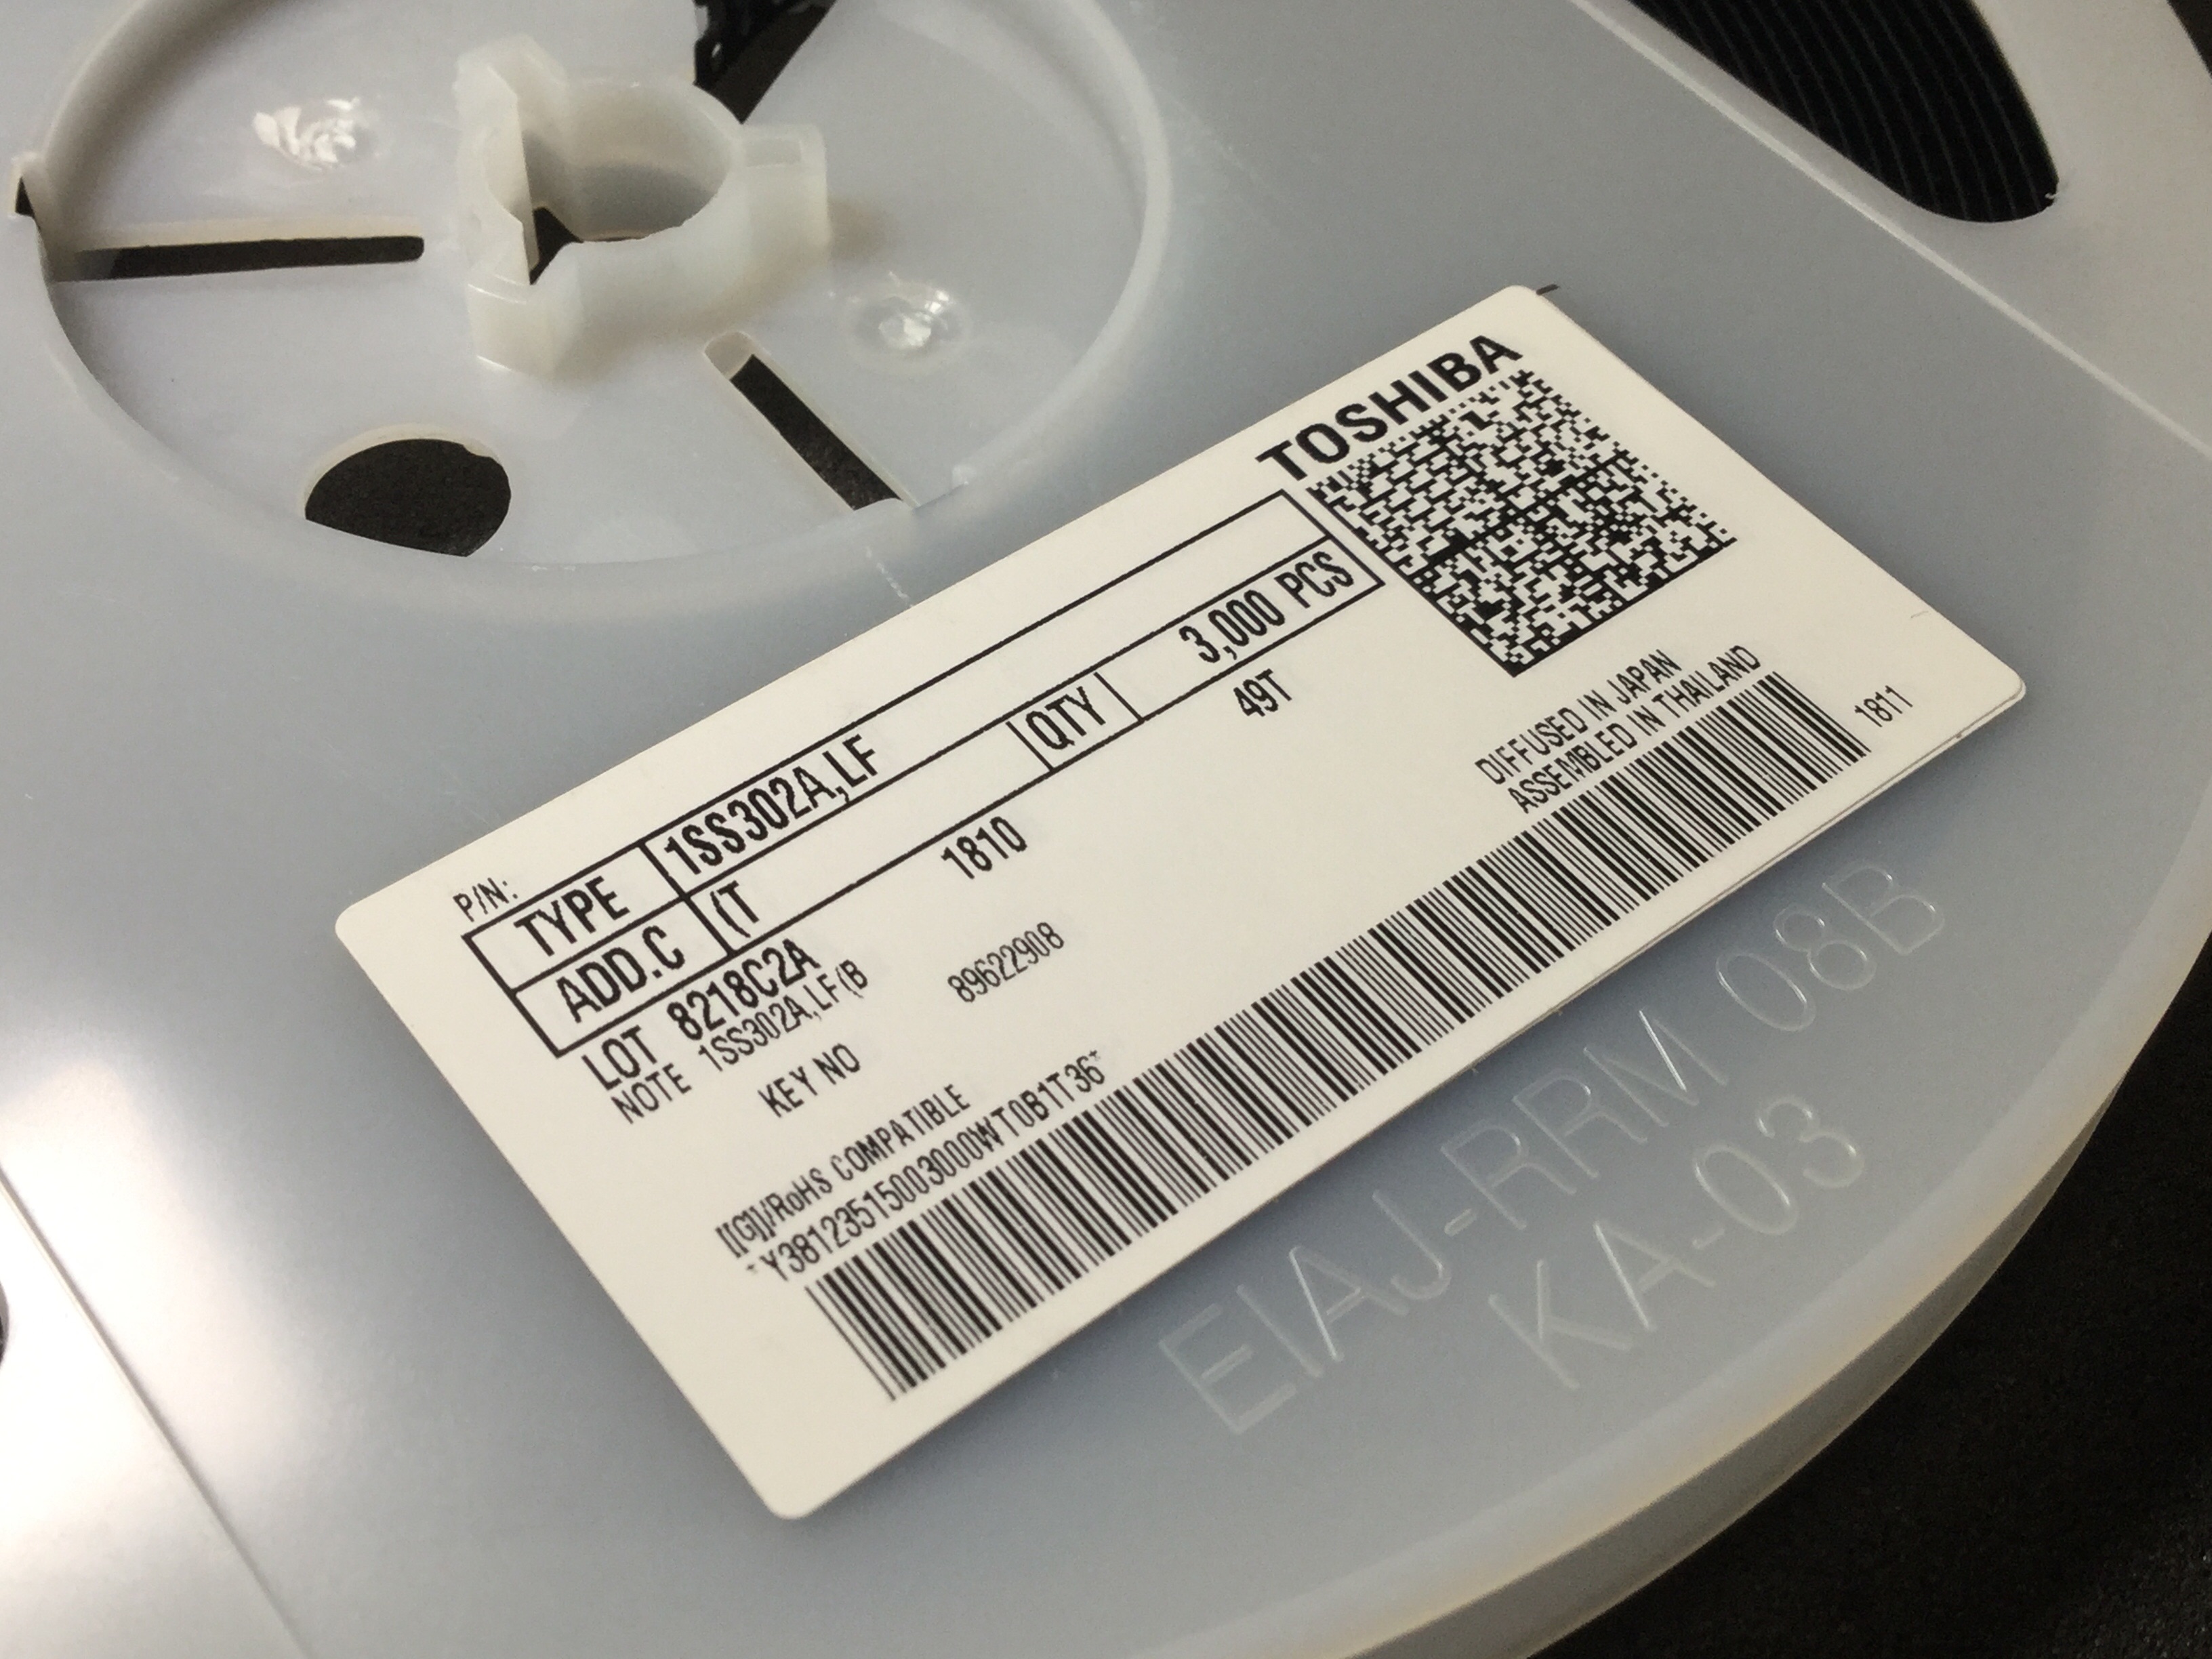 TOSHIBA
P/N:
TYPE 1SS302A,LF
ADD.C (T QTY 3,000 PCS
LOT 8218C2A 1810 49T
NOTE 1SS302A,LF(B
KEY NO 89622908
DIFFUSED IN JAPAN
[[G]]/RoHS COMPATIBLE ASSEMBLED IN THAILAND
*Y38123515003000WT0B1T36* 1811
EIAJ-RRM-08B
KA-03